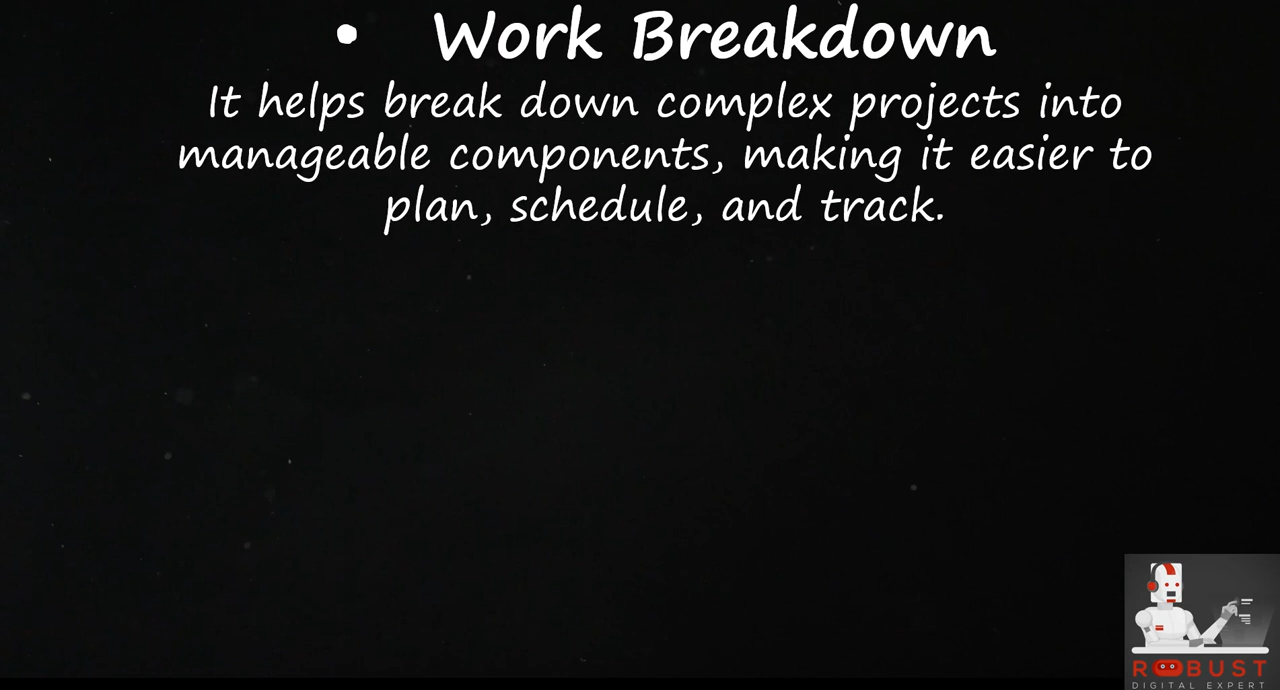 • Work Breakdown
It helps break down complex projects into
manageable components, making it easier to
plan, schedule, and track.
ROBUST
DIGITAL EXPERT